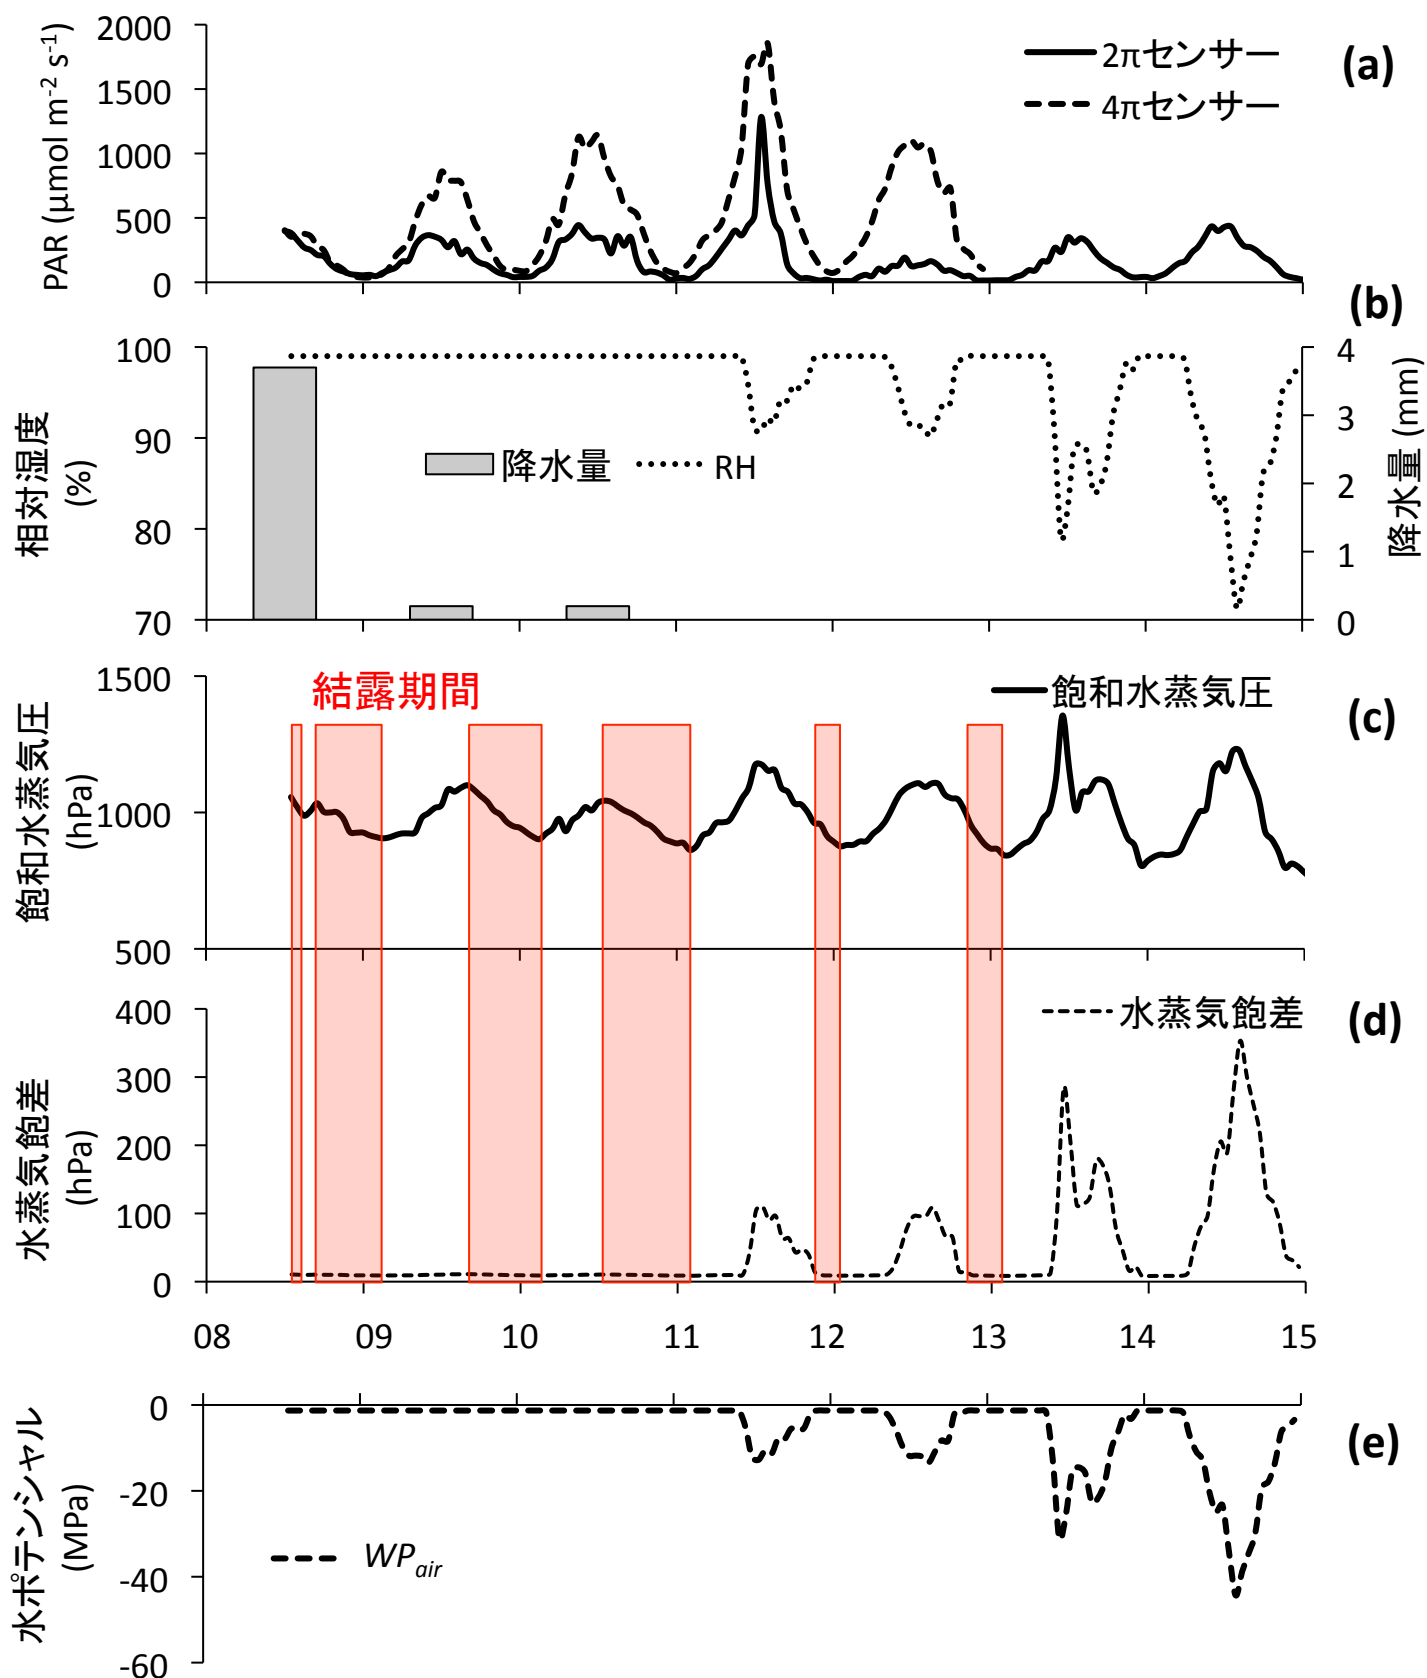 PAR (μmol m⁻² s⁻¹)
2000
1500
1000
500
0
2πセンサー
4πセンサー
(a)
(b)
相対湿度
(%)
100
90
80
70
降水量
RH
4
3
2
1
0
降水量 (mm)
飽和水蒸気圧
(hPa)
1500
1000
500
結露期間
飽和水蒸気圧
(c)
水蒸気飽差
(hPa)
400
300
200
100
0
水蒸気飽差
(d)
08 09 10 11 12 13 14 15
水ポテンシャル
(MPa)
0
-20
-40
-60
WPair
(e)